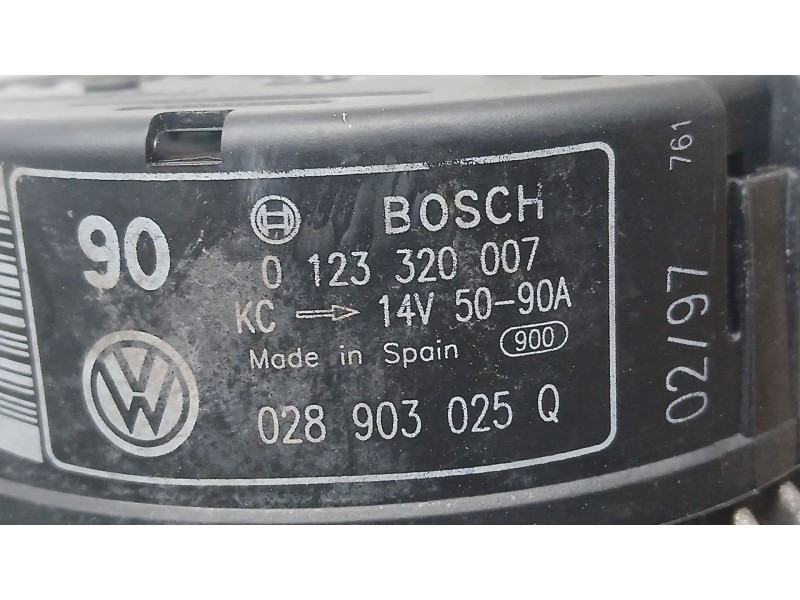 90
BOSCH
0 123 320 007
KC → 14V 50-90A
Made in Spain 900
028 903 025 Q
02/97
761